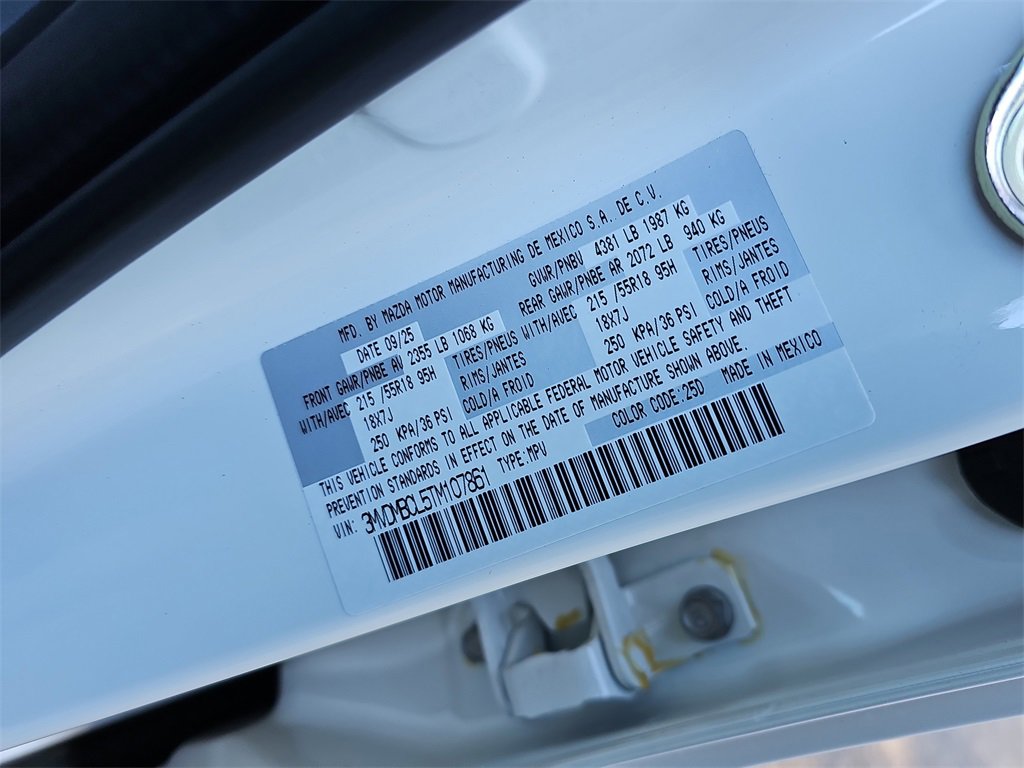 MFD. BY MAZDA MOTOR MANUFACTURING DE MEXICO S.A. DE C.V.
DATE 09/25 GVWR/PNBV 4381 LB 1987 KG
FRONT GAWR/PNBE AV 2355 LB 1068 KG REAR GAWR/PNBE AR 2072 LB 940 KG
WITH/AVEC 215 /55R18 95H TIRES/PNEUS WITH/AVEC 215 /55R18 95H TIRES/PNEUS
18X7J RIMS/JANTES 18X7J RIMS/JANTES
250 KPA/36 PSI COLD/A FROID 250 KPA/36 PSI COLD/A FROID
THIS VEHICLE CONFORMS TO ALL APPLICABLE FEDERAL MOTOR VEHICLE SAFETY AND THEFT
PREVENTION STANDARDS IN EFFECT ON THE DATE OF MANUFACTURE SHOWN ABOVE.
VIN: 3MVDMBCL5TM107861 TYPE:MPV COLOR CODE:25D MADE IN MEXICO